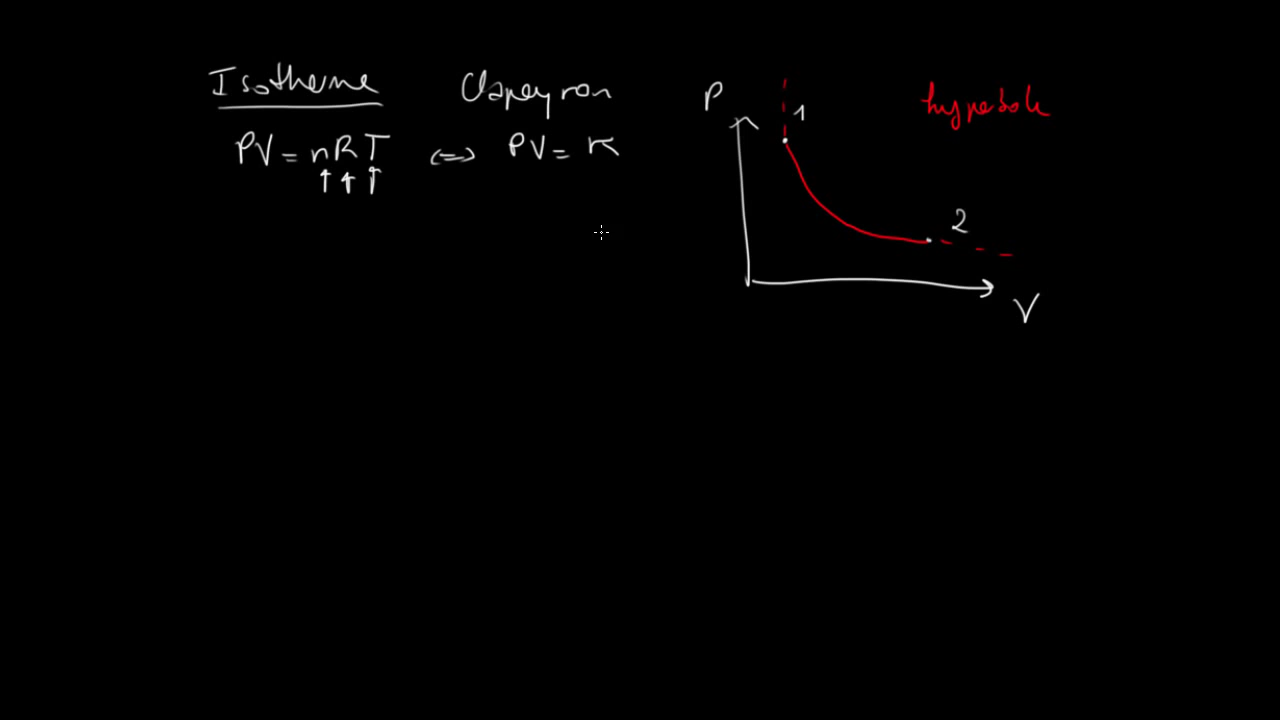 Isotherme Clapeyron
PV = nRT <=> PV = K
P
1
hyperbole
2
V